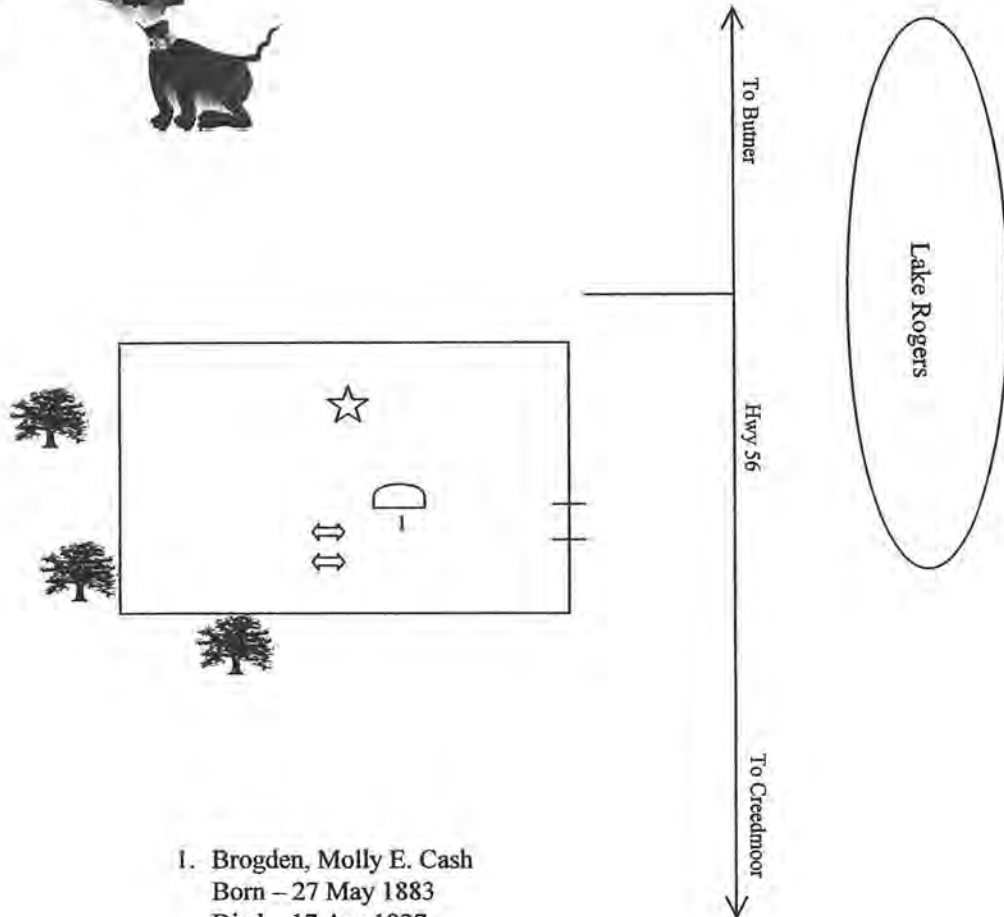 To Butner
Lake Rogers
Hwy 56
1
To Creedmoor
1. Brogden, Molly E. Cash
Born – 27 May 1883